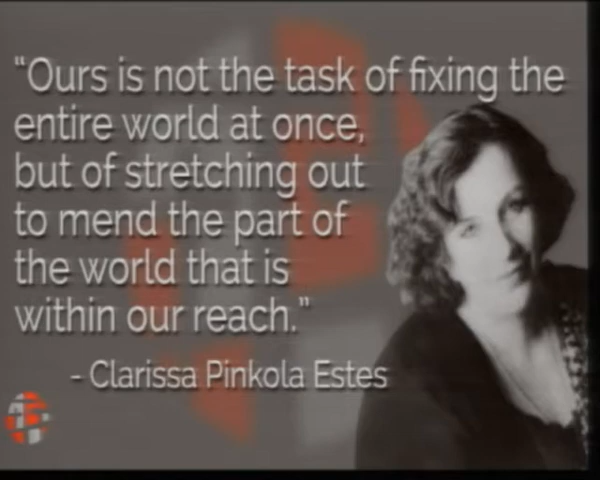 “Ours is not the task of fixing the
entire world at once,
but of stretching out
to mend the part of
the world that is
within our reach.”
- Clarissa Pinkola Estes